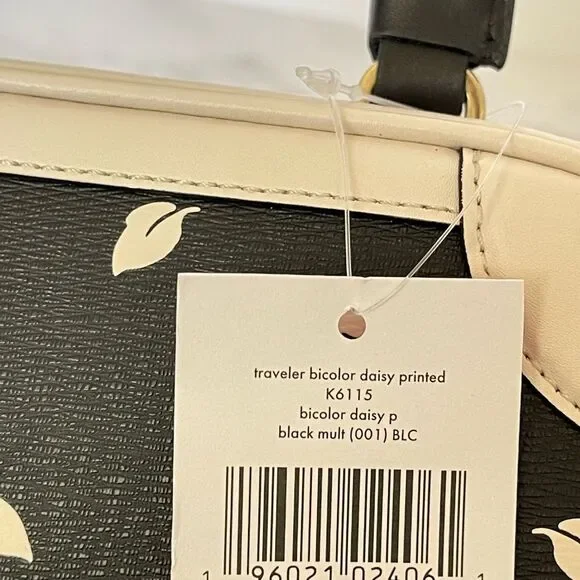 traveler bicolor daisy printed
K6115
bicolor daisy p
black mult (001) BLC
1 96021 02406 1